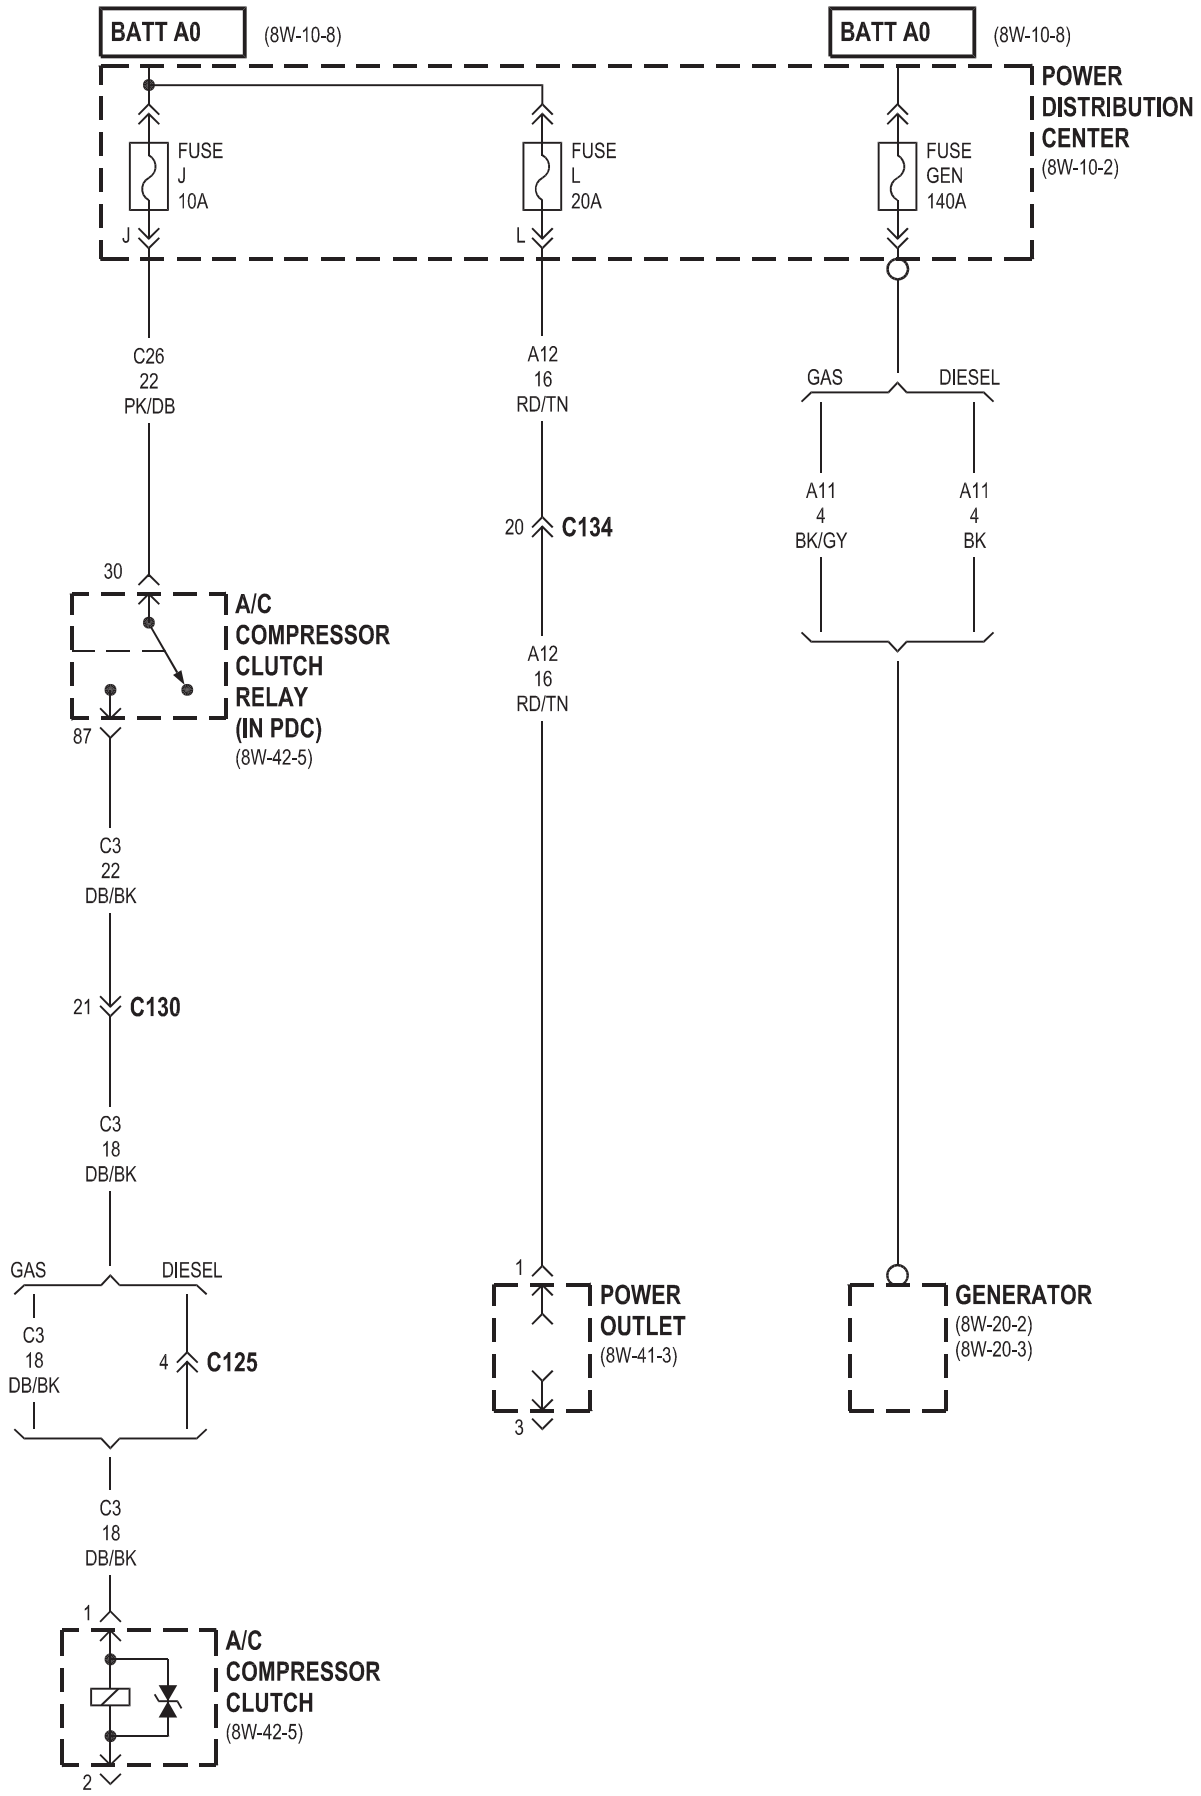 BATT A0 (8W-10-8)
BATT A0 (8W-10-8)
POWER
DISTRIBUTION
CENTER
(8W-10-2)
FUSE
J
10A
FUSE
L
20A
FUSE
GEN
140A
J
L
C26
22
PK/DB
A12
16
RD/TN
GAS
DIESEL
A11
4
BK/GY
A11
4
BK
20 C134
30
A/C
COMPRESSOR
CLUTCH
RELAY
(IN PDC)
(8W-42-5)
87
A12
16
RD/TN
C3
22
DB/BK
21 C130
C3
18
DB/BK
GAS
DIESEL
C3
18
DB/BK
4 C125
1
POWER
OUTLET
(8W-41-3)
3
GENERATOR
(8W-20-2)
(8W-20-3)
C3
18
DB/BK
1
A/C
COMPRESSOR
CLUTCH
(8W-42-5)
2